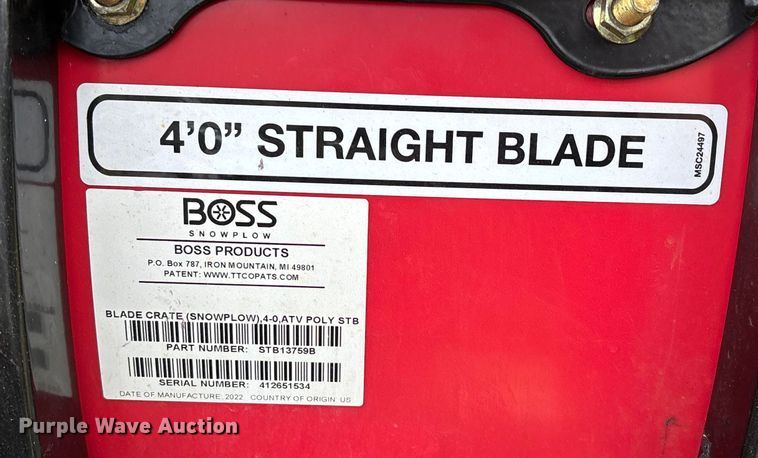 4'0” STRAIGHT BLADE
MSC24497
BOSS
SNOWPLOW
BOSS PRODUCTS
P.O. Box 787, IRON MOUNTAIN, MI 49801
PATENT: WWW.TTCOPATS.COM
BLADE CRATE (SNOWPLOW),4-0,ATV POLY STB
PART NUMBER: STB13759B
SERIAL NUMBER: 412651534
DATE OF MANUFACTURE: 2022 COUNTRY OF ORIGIN: US
Purple Wave Auction®